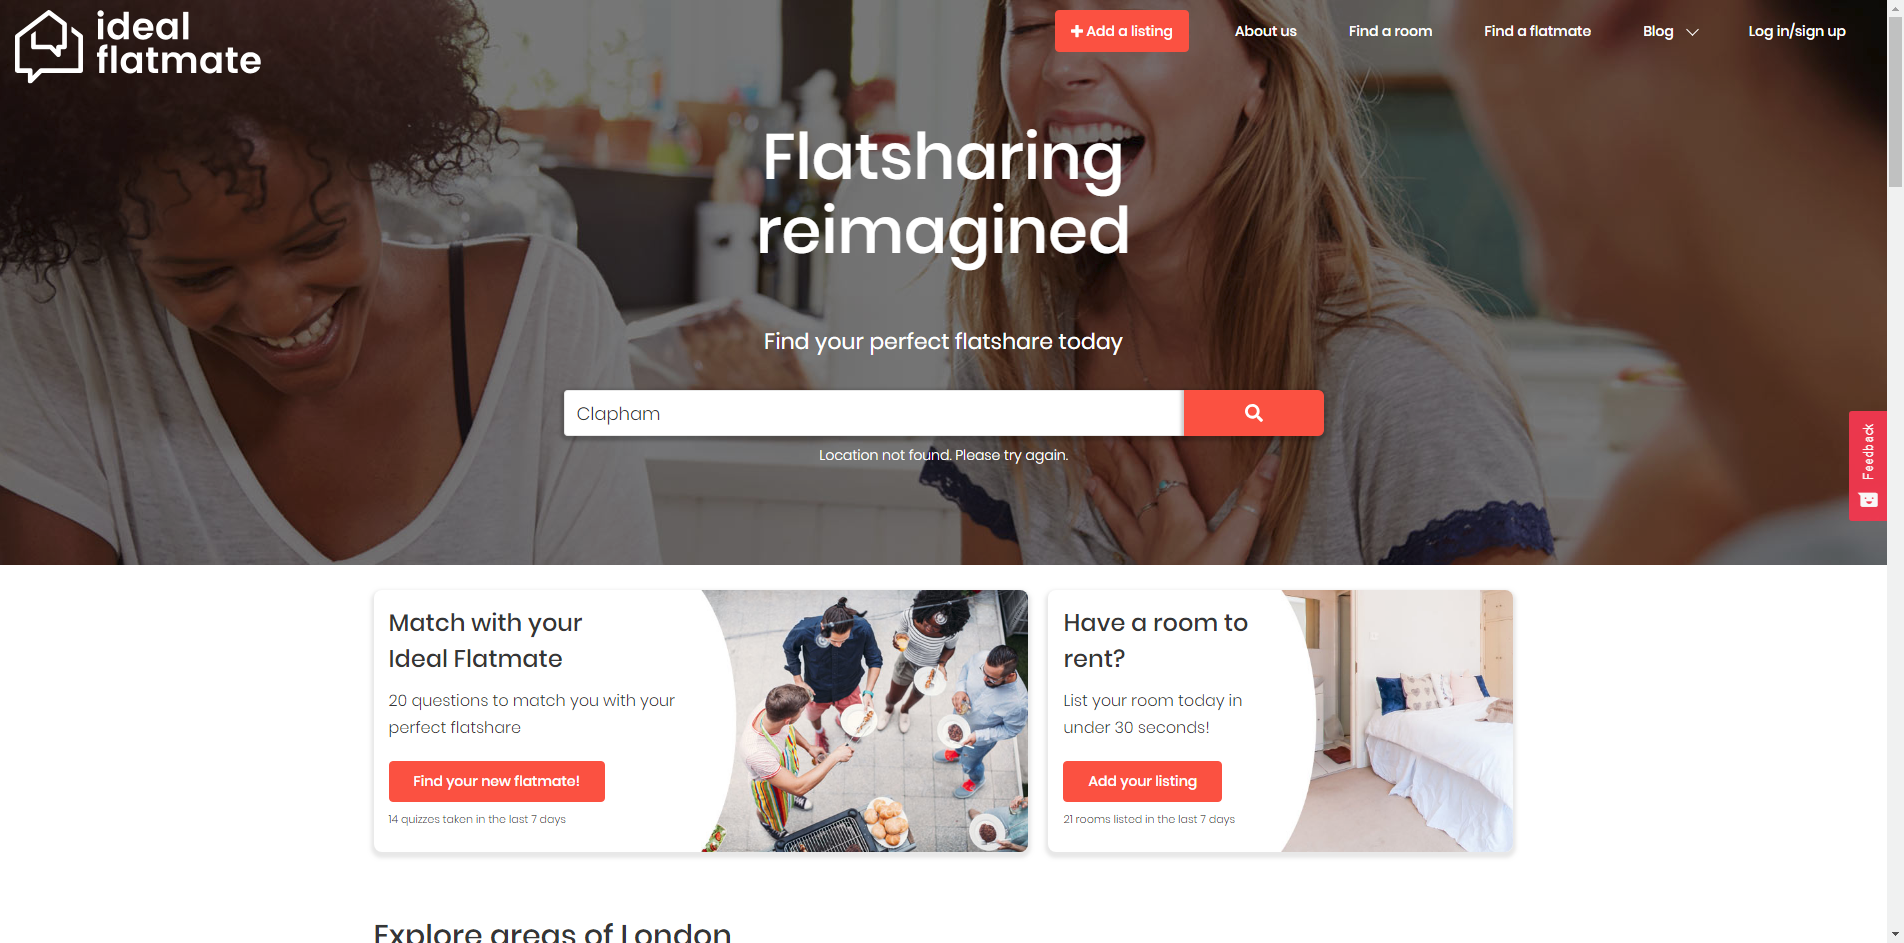 ideal
flatmate
Add a listing
About us
Find a room
Find a flatmate
Blog
Log in/sign up
Flatsharing
reimagined
Find your perfect flatshare today
Clapham
Location not found. Please try again.
Feedback
Match with your
Ideal Flatmate
20 questions to match you with your
perfect flatshare
Find your new flatmate!
14 quizzes taken in the last 7 days
Have a room to
rent?
List your room today in
under 30 seconds!
Add your listing
21 rooms listed in the last 7 days
Explore areas of London